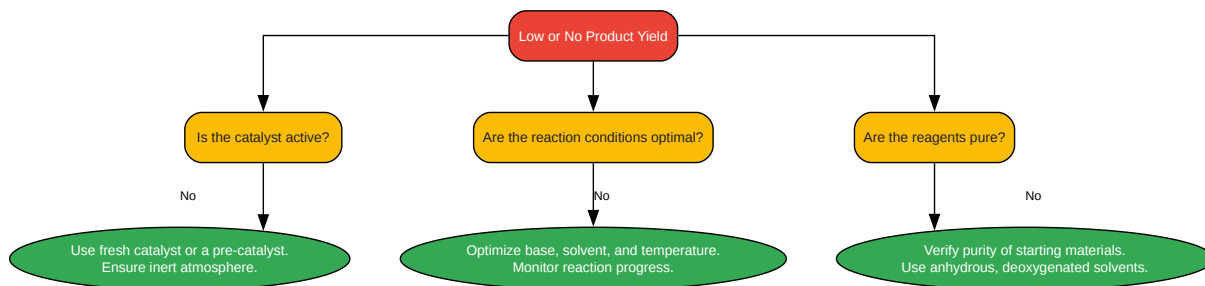 Low or No Product Yield
Is the catalyst active?
Are the reaction conditions optimal?
Are the reagents pure?
No
No
No
Use fresh catalyst or a pre-catalyst.
Ensure inert atmosphere.
Optimize base, solvent, and temperature.
Monitor reaction progress.
Verify purity of starting materials.
Use anhydrous, deoxygenated solvents.